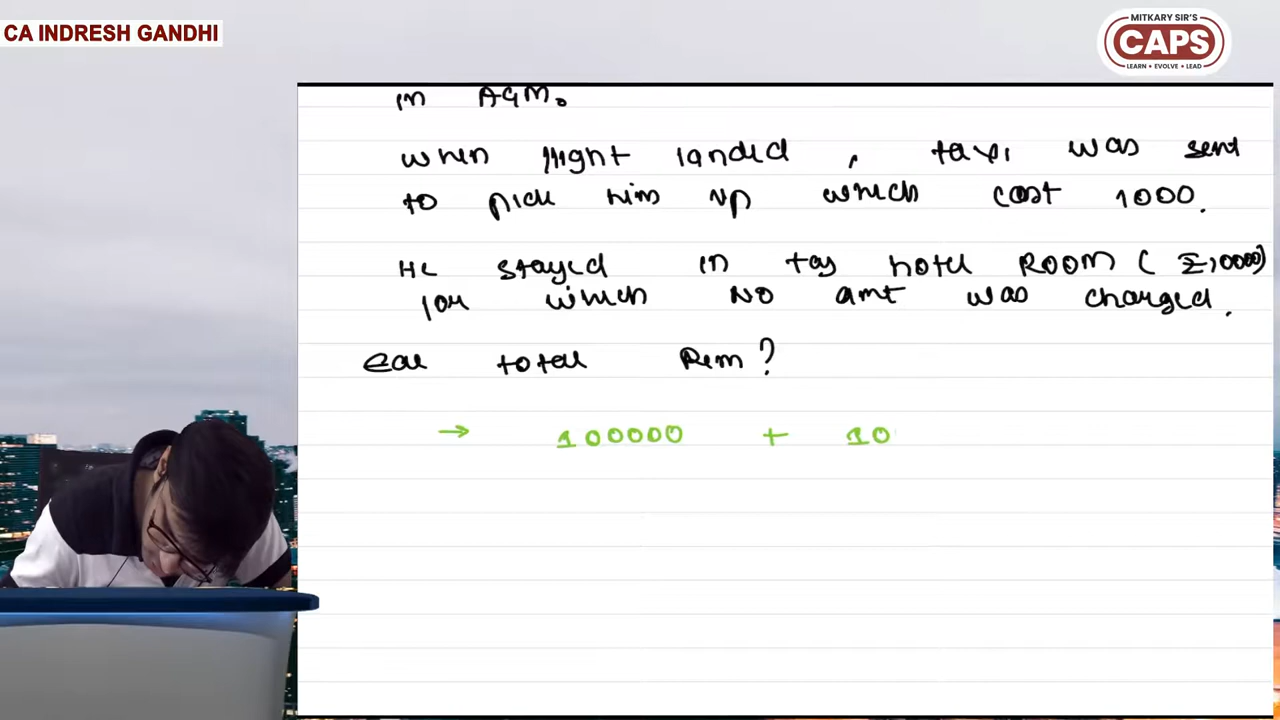 CA INDRESH GANDHI
MITKARY SIR'S
CAPS
LEARN • EVOLVE • LEAD
in AGM.
when flight landed , taxi was sent
to pick him up which cost 1000.
He stayed in taj hotel ROOM ( ₹10000)
for which No amt was charged.
Cal total Rem?
→ 100000 + 10